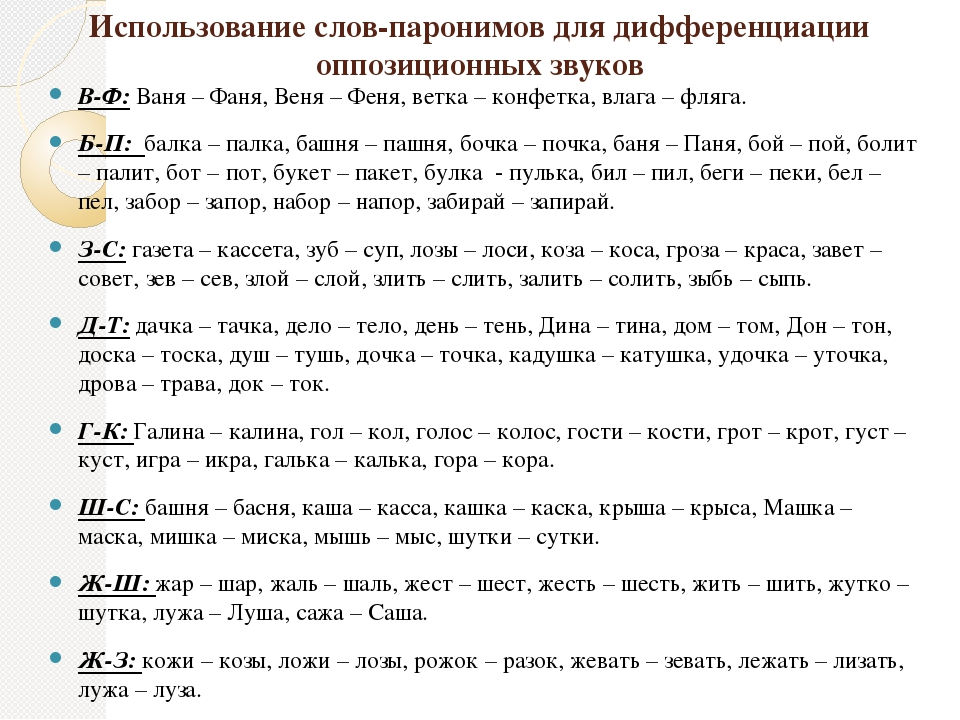 Использование слов-паронимов для дифференциации
оппозиционных звуков
В-Ф: Ваня – Фаня, Веня – Феня, ветка – конфетка, влага – фляга.
Б-П: балка – палка, башня – пашня, бочка – почка, баня – Паня, бой – пой, болит
– палит, бот – пот, букет – пакет, булка - пулька, бил – пил, беги – пеки, бел –
пел, забор – запор, набор – напор, забирай – запирай.
З-С: газета – кассета, зуб – суп, лозы – лоси, коза – коса, гроза – краса, завет –
совет, зев – сев, злой – слой, злить – слить, залить – солить, зыбь – сыпь.
Д-Т: дачка – тачка, дело – тело, день – тень, Дина – тина, дом – том, Дон – тон,
доска – тоска, душ – тушь, дочка – точка, кадушка – катушка, удочка – уточка,
дрова – трава, док – ток.
Г-К: Галина – калина, гол – кол, голос – колос, гости – кости, грот – крот, густ –
куст, игра – икра, галька – калька, гора – кора.
Ш-С: башня – басня, каша – касса, кашка – каска, крыша – крыса, Машка –
маска, мишка – миска, мышь – мыс, шутки – сутки.
Ж-Ш: жар – шар, жаль – шаль, жест – шест, жесть – шесть, жить – шить, жутко –
шутка, лужа – Луша, сажа – Саша.
Ж-З: кожи – козы, ложи – лозы, рожок – разок, жевать – зевать, лежать – лизать,
лужа – луза.